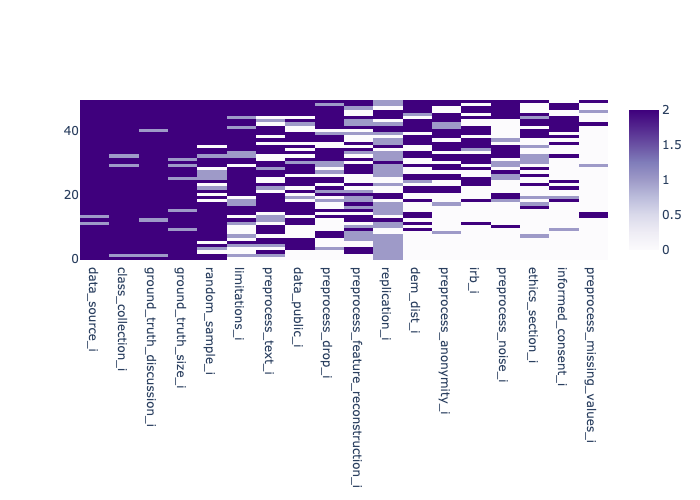 40
20
0
2
1.5
1
0.5
0
data_source_i
class_collection_i
ground_truth_discussion_i
ground_truth_size_i
random_sample_i
limitations_i
preprocess_text_i
data_public_i
preprocess_drop_i
preprocess_feature_reconstruction_i
replication_i
dem_dist_i
preprocess_anonymity_i
irb_i
preprocess_noise_i
ethics_section_i
informed_consent_i
preprocess_missing_values_i